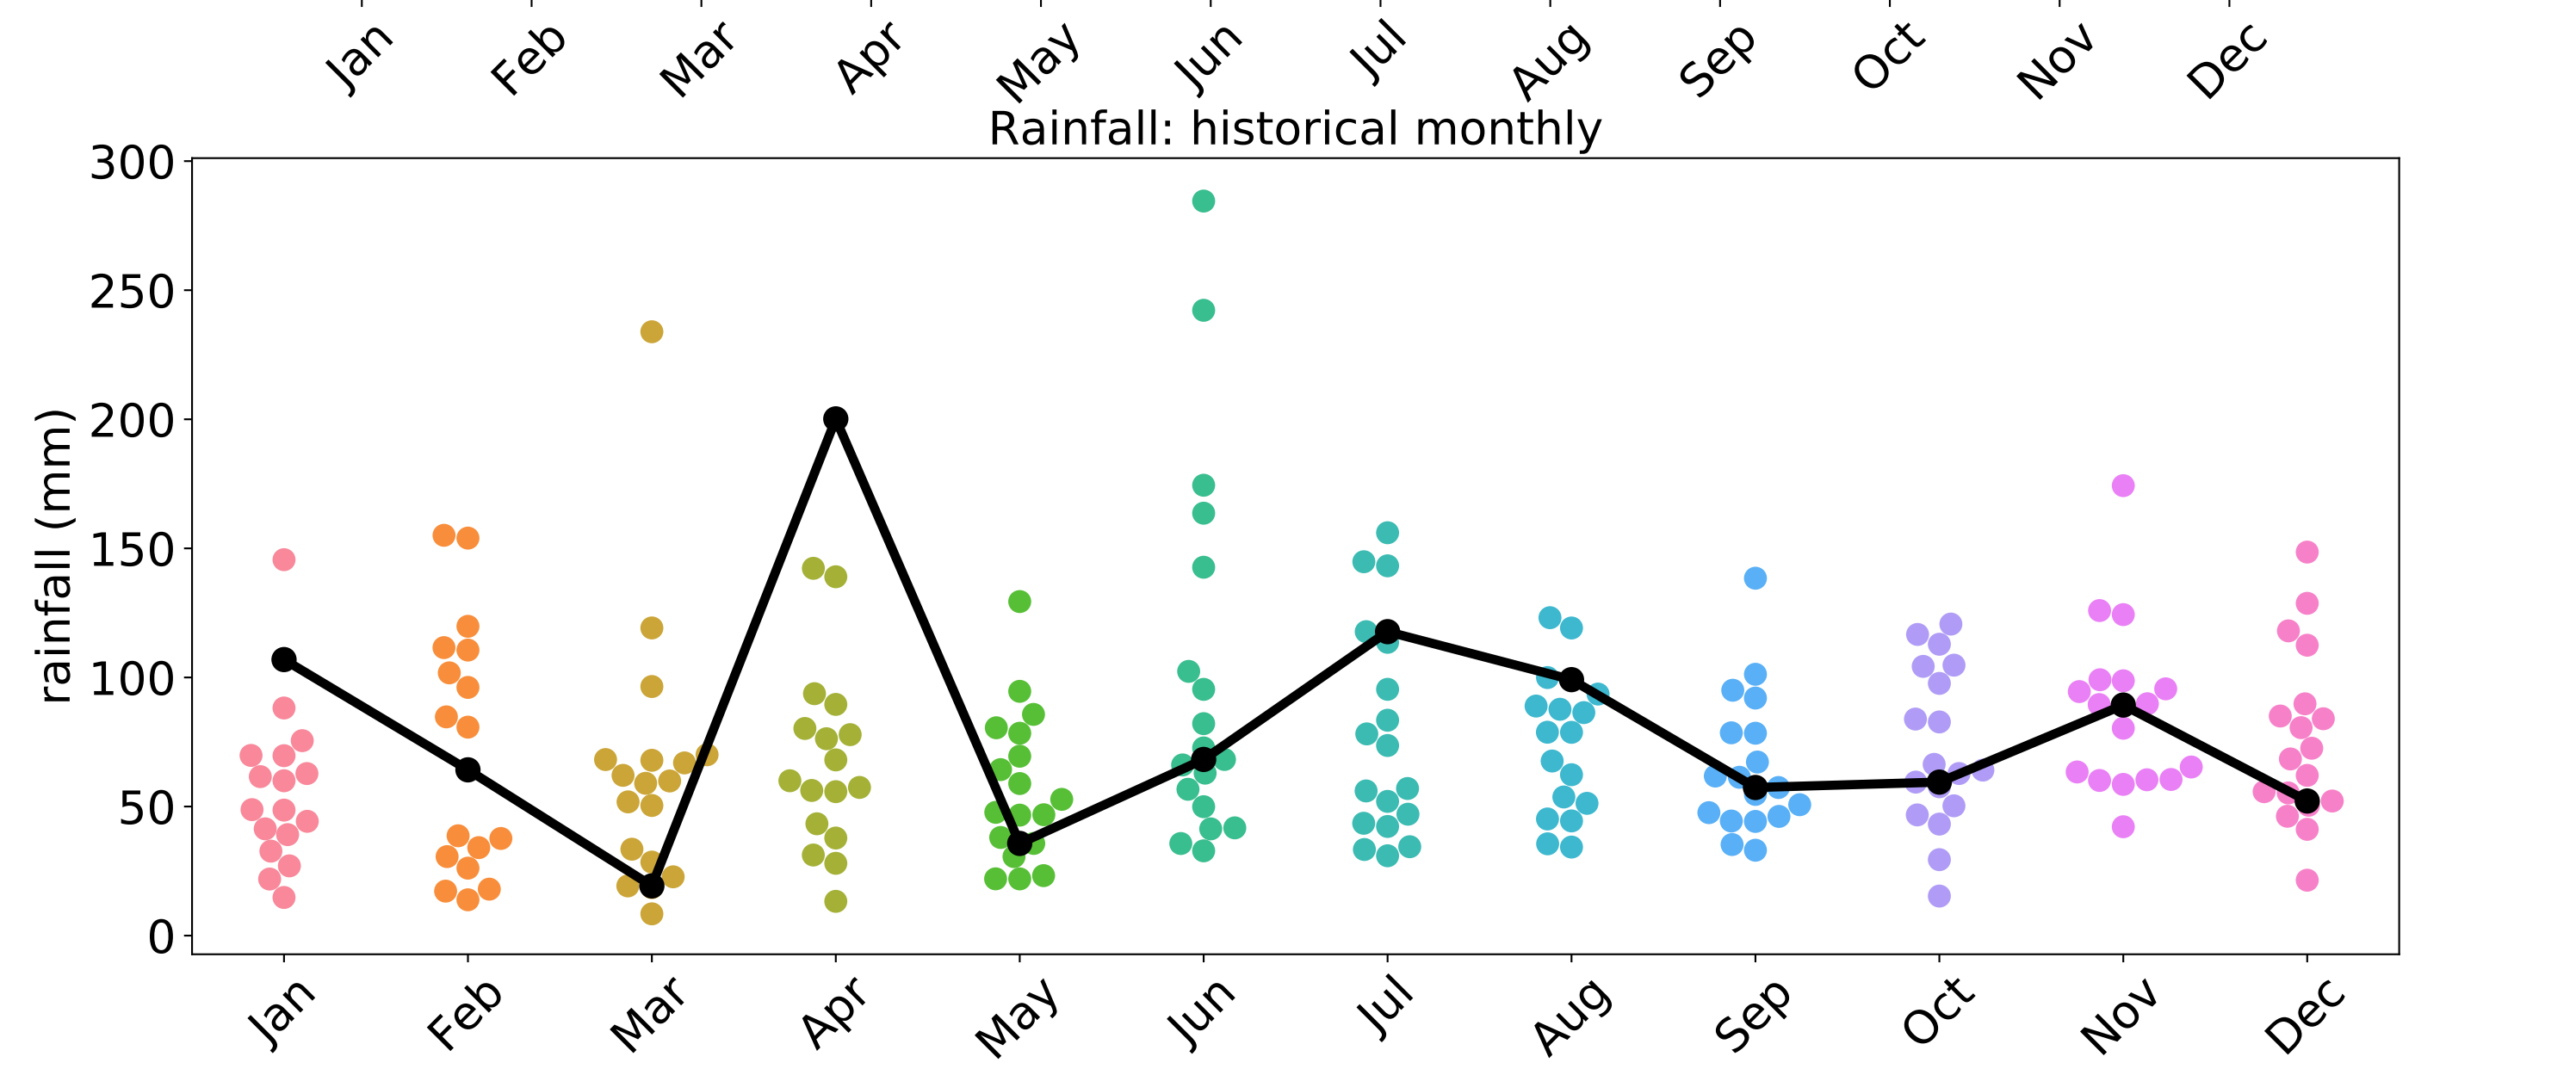 Jan Feb Mar Apr May Jun Jul Aug Sep Oct Nov Dec
Rainfall: historical monthly
rainfall (mm)
300
250
200
150
100
50
0
Jan Feb Mar Apr May Jun Jul Aug Sep Oct Nov Dec